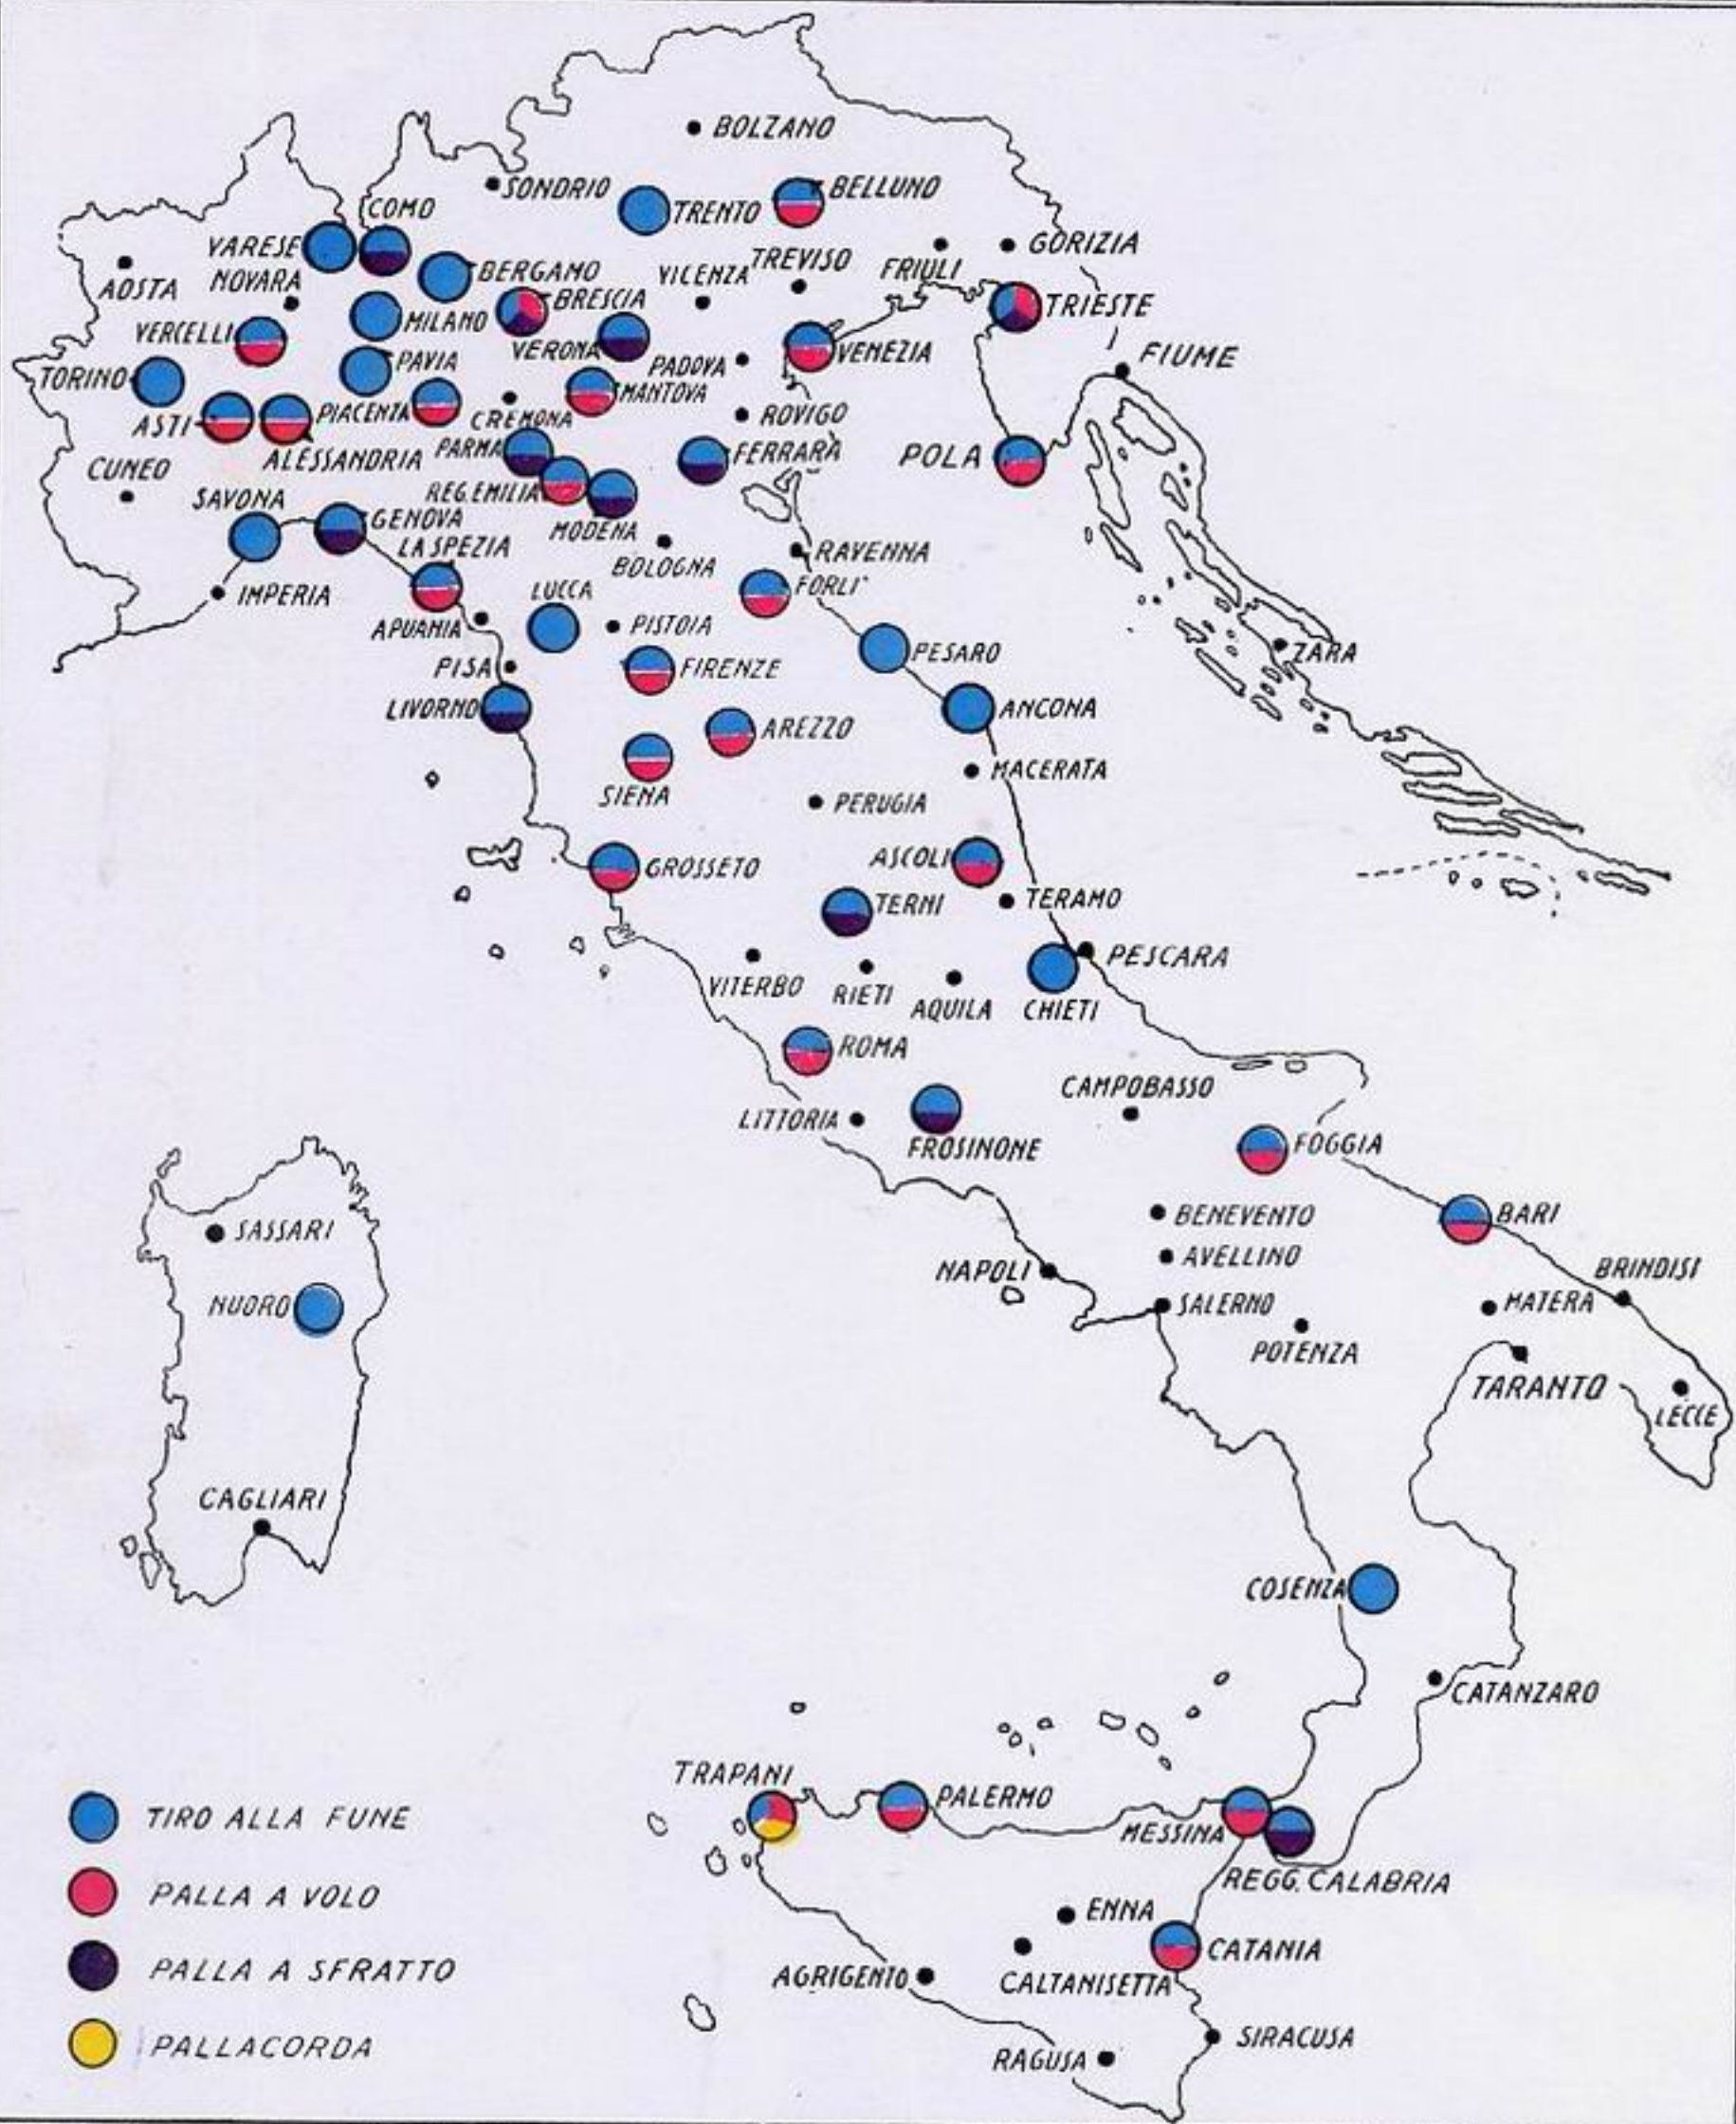 BOLZANO
SONDRIO
TRENTO
BELLUNO
COMO
VARESE
GORIZIA
AOSTA
NOVARA
BERGAMO
VICENZA
TREVISO
FRIULI
BRESCIA
TRIESTE
MILANO
VERCELLI
VERONA
PADOVA
VENEZIA
FIUME
PAVIA
TORINO
MANTOVA
ASTI
PIACENZA
CREMONA
ROVIGO
ALESSANDRIA
PARMA
FERRARA
POLA
CUNEO
SAVONA
REG.EMILIA
GENOVA
MODENA
LA SPEZIA
BOLOGNA
RAVENNA
IMPERIA
LUCCA
FORLI'
APUANIA
PISTOIA
PESARO
ZARA
PISA
FIRENZE
LIVORNO
ANCONA
AREZZO
MACERATA
SIENA
PERUGIA
GROSSETO
ASCOLI
TERNI
TERAMO
PESCARA
VITERBO
RIETI
AQUILA
CHIETI
ROMA
CAMPOBASSO
LITTORIA
FROSINONE
FOGGIA
BENEVENTO
BARI
SASSARI
AVELLINO
NAPOLI
BRINDISI
NUORO
SALERNO
MATERA
POTENZA
TARANTO
LECCE
CAGLIARI
COSENZA
CATANZARO
TRAPANI
PALERMO
MESSINA
REGG. CALABRIA
ENNA
CATANIA
AGRIGENTO
CALTANISETTA
SIRACUSA
RAGUSA
TIRO ALLA FUNE
PALLA A VOLO
PALLA A SFRATTO
PALLACORDA